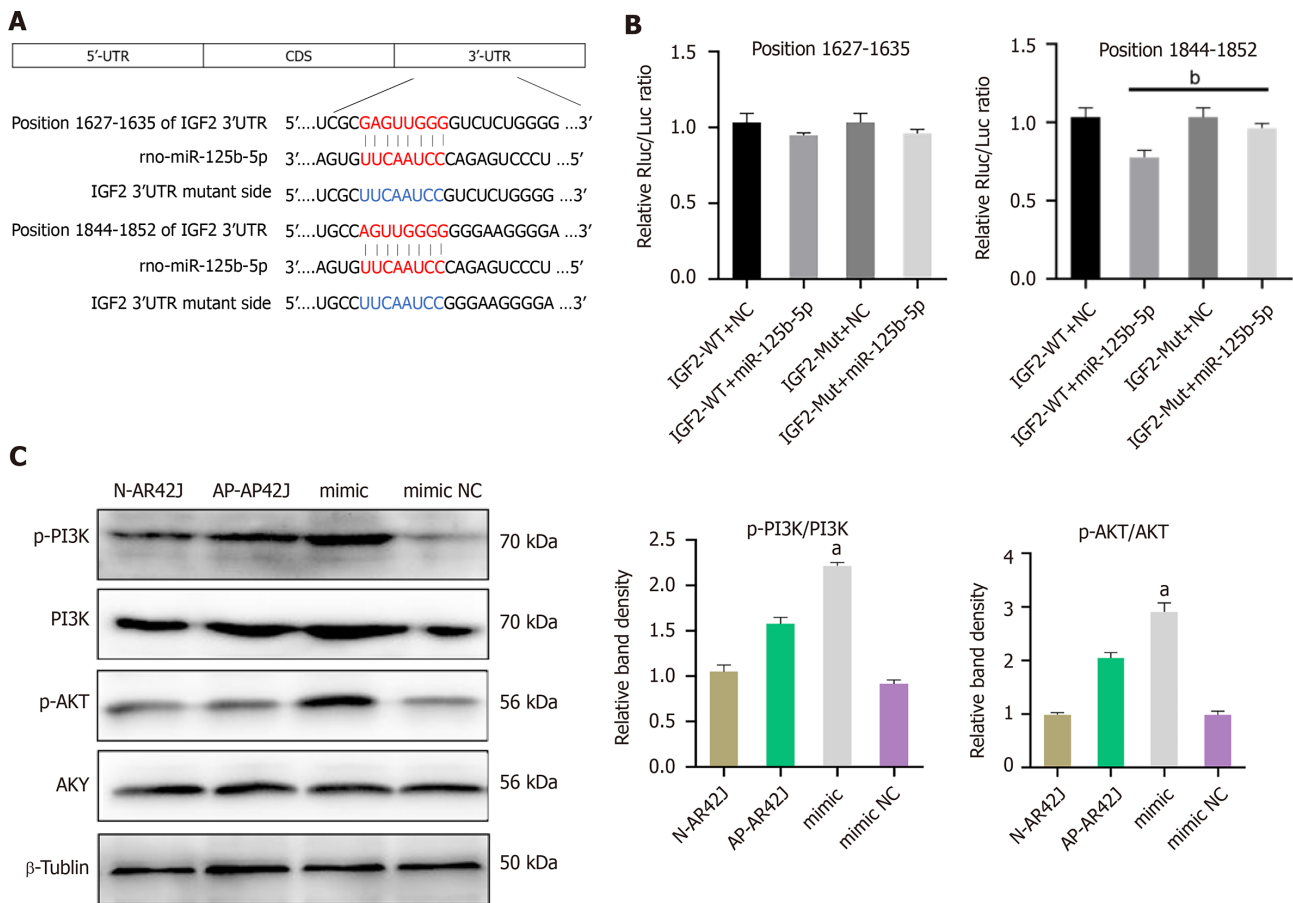 A
5′-UTR CDS 3′-UTR
Position 1627-1635 of IGF2 3′UTR 5′....UCGCGAGUUGGGGUCUCUGGGG ...3′
rno-miR-125b-5p 3′....AGUGUUCAAUCCCAGAGUCCCU ...5′
IGF2 3′UTR mutant side 5′....UCGCUUCAAUCCGUCUCUGGGG ...3′
Position 1844-1852 of IGF2 3′UTR 5′....UGCCAGUUGGGGGGGAAGGGGA ...3′
rno-miR-125b-5p 3′....AGUGUUCAAUCCCAGAGUCCCU ...5′
IGF2 3′UTR mutant side 5′....UGCCUUCAAUCCGGGAAGGGGA ...3′
B
Position 1627-1635
Relative Rluc/Luc ratio
1.5
1.0
0.5
0.0
IGF2-WT+NC
IGF2-WT+miR-125b-5p
IGF2-Mut+NC
IGF2-Mut+miR-125b-5p
Position 1844-1852
b
Relative Rluc/Luc ratio
1.5
1.0
0.5
0.0
IGF2-WT+NC
IGF2-WT+miR-125b-5p
IGF2-Mut+NC
IGF2-Mut+miR-125b-5p
C
N-AR42J AP-AP42J mimic mimic NC
p-PI3K 70 kDa
PI3K 70 kDa
p-AKT 56 kDa
AKY 56 kDa
β-Tublin 50 kDa
p-PI3K/PI3K
a
Relative band density
2.5
2.0
1.5
1.0
0.5
0.0
N-AR42J
AP-AR42J
mimic
mimic NC
p-AKT/AKT
a
Relative band density
4
3
2
1
0
N-AR42J
AP-AR42J
mimic
mimic NC